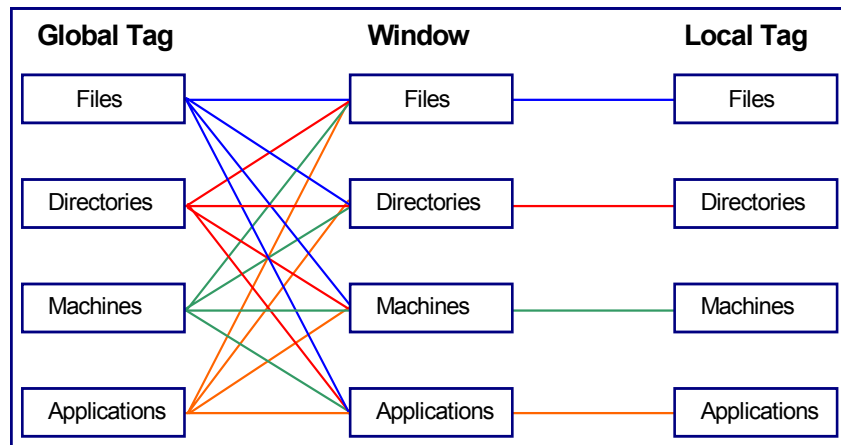 Global Tag Window Local Tag
Files Files Files
Directories Directories Directories
Machines Machines Machines
Applications Applications Applications